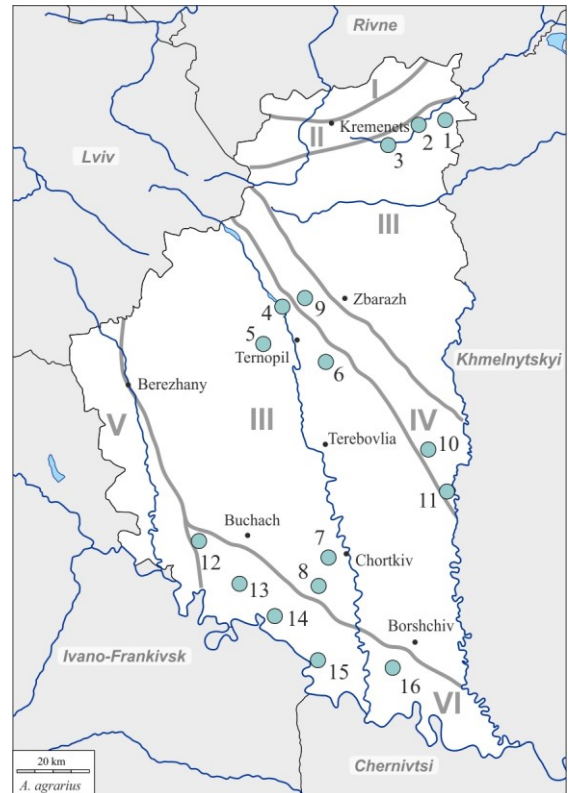 Rivne
I
Kremenets
II
1
2
3
Lviv
III
Zbarazh
9
4
5
Ternopil
6
Khmelnytskyi
Berezhany
V
III
IV
Terebovlia
10
11
Buchach
7
Chortkiv
12
8
13
14
Borshchiv
Ivano-Frankivsk
15
16
VI
20 km
A. agrarius
Chernivtsi